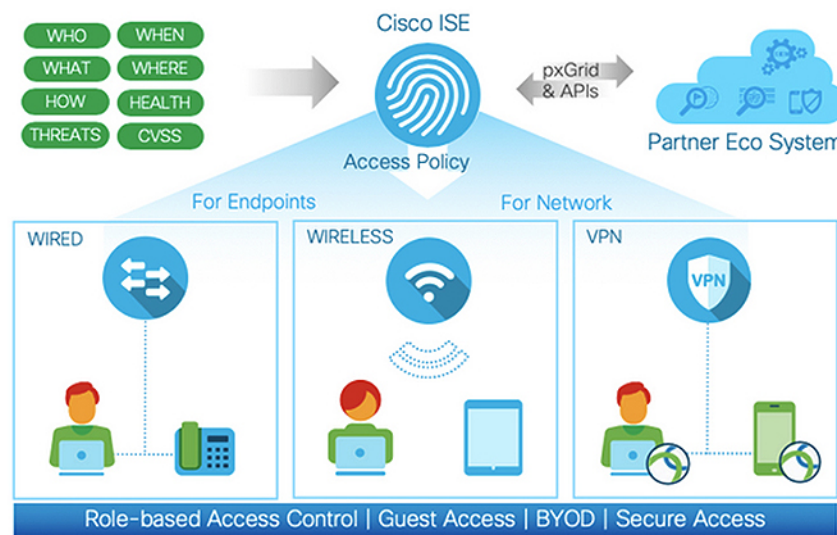 Cisco ISE
WHO
WHEN
WHAT
WHERE
HOW
HEALTH
THREATS
CVSS
pxGrid
& APIs
Partner Eco System
Access Policy
For Endpoints
For Network
WIRED
WIRELESS
VPN
VPN
Role-based Access Control | Guest Access | BYOD | Secure Access